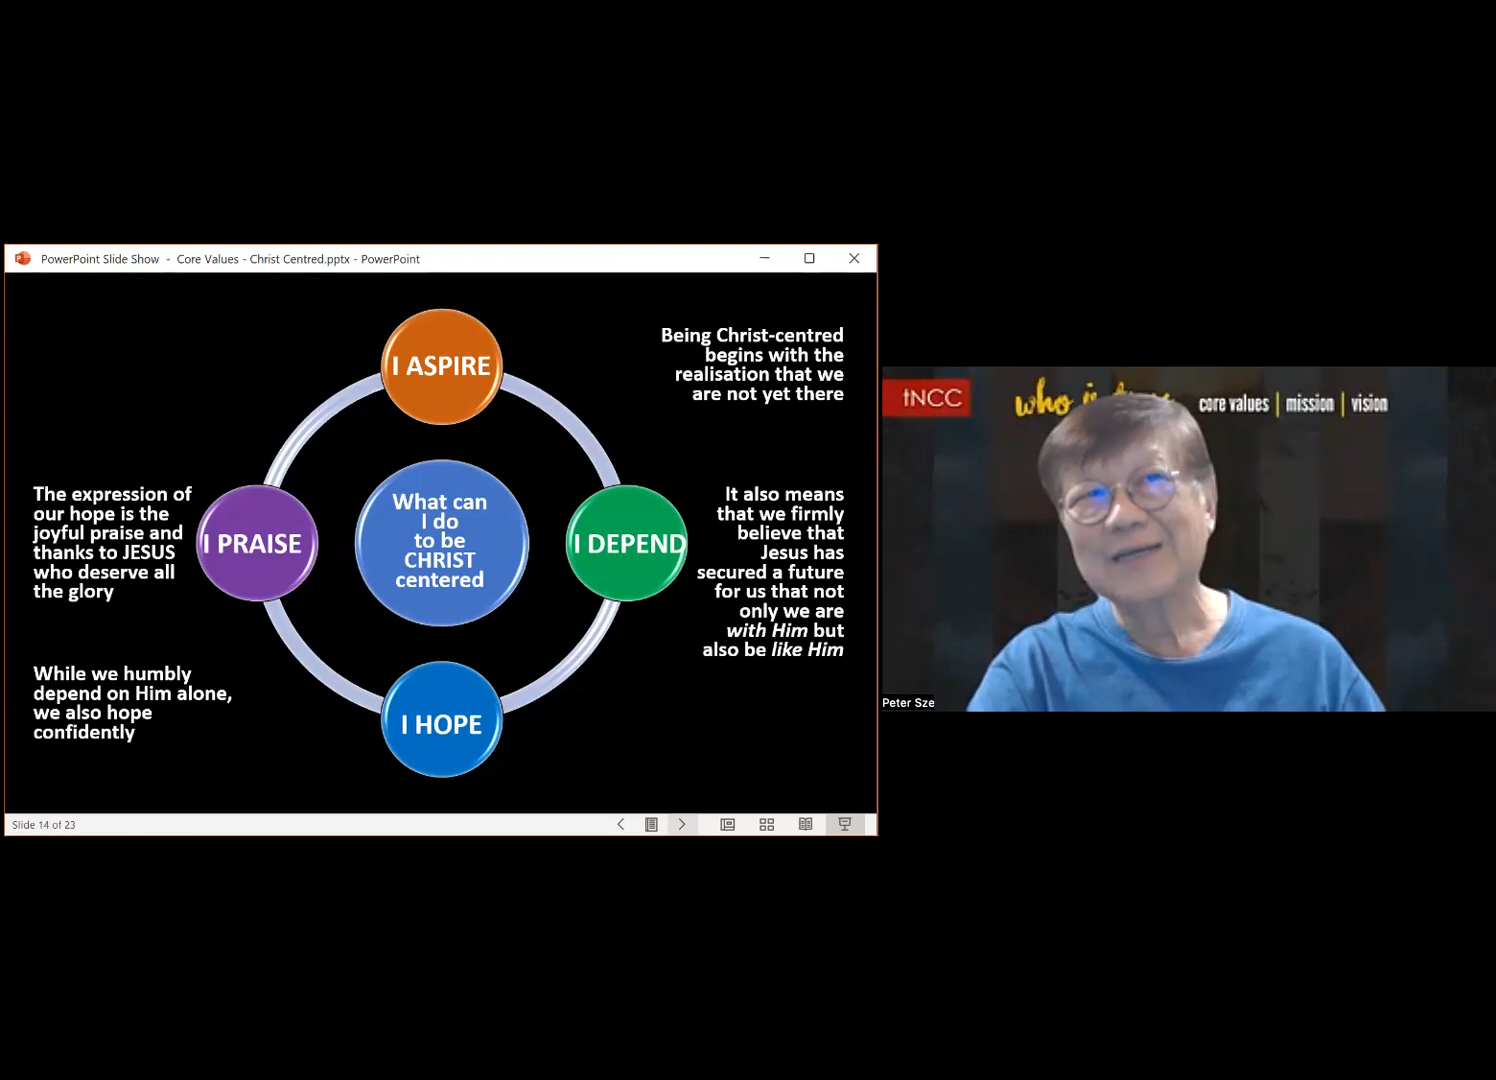 PowerPoint Slide Show - Core Values - Christ Centred.pptx - PowerPoint
I ASPIRE
Being Christ-centred
begins with the
realisation that we
are not yet there
What can
I do
to be
CHRIST
centered
I DEPEND
It also means
that we firmly
believe that
Jesus has
secured a future
for us that not
only we are
with Him but
also be like Him
I HOPE
While we humbly
depend on Him alone,
we also hope
confidently
I PRAISE
The expression of
our hope is the
joyful praise and
thanks to JESUS
who deserve all
the glory
Slide 14 of 23
tNCC
who
core values | mission | vision
Peter Sze